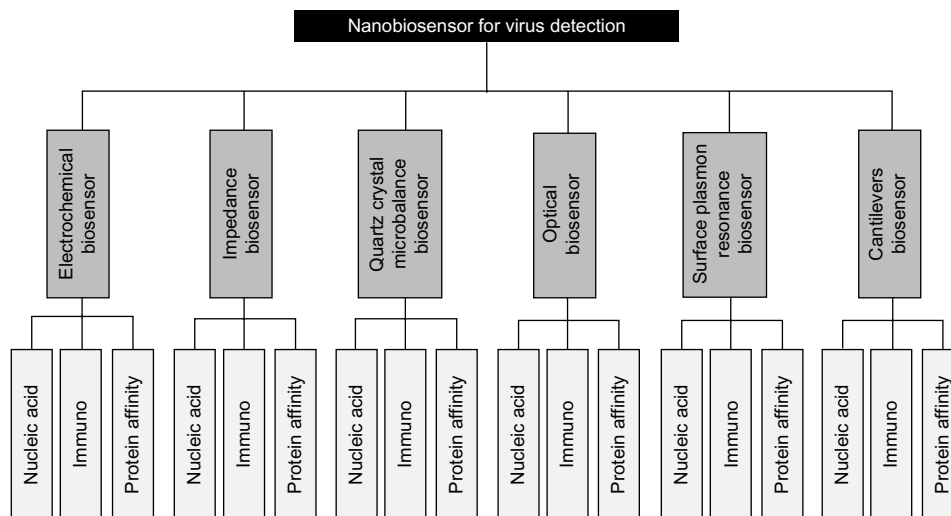 Nanobiosensor for virus detection
Electrochemical
biosensor
Impedance
biosensor
Quartz crystal
microbalance
biosensor
Optical
biosensor
Surface plasmon
resonance
biosensor
Cantilevers
biosensor
Nucleic acid
Immuno
Protein affinity
Nucleic acid
Immuno
Protein affinity
Nucleic acid
Immuno
Protein affinity
Nucleic acid
Immuno
Protein affinity
Nucleic acid
Immuno
Protein affinity
Nucleic acid
Immuno
Protein affinity